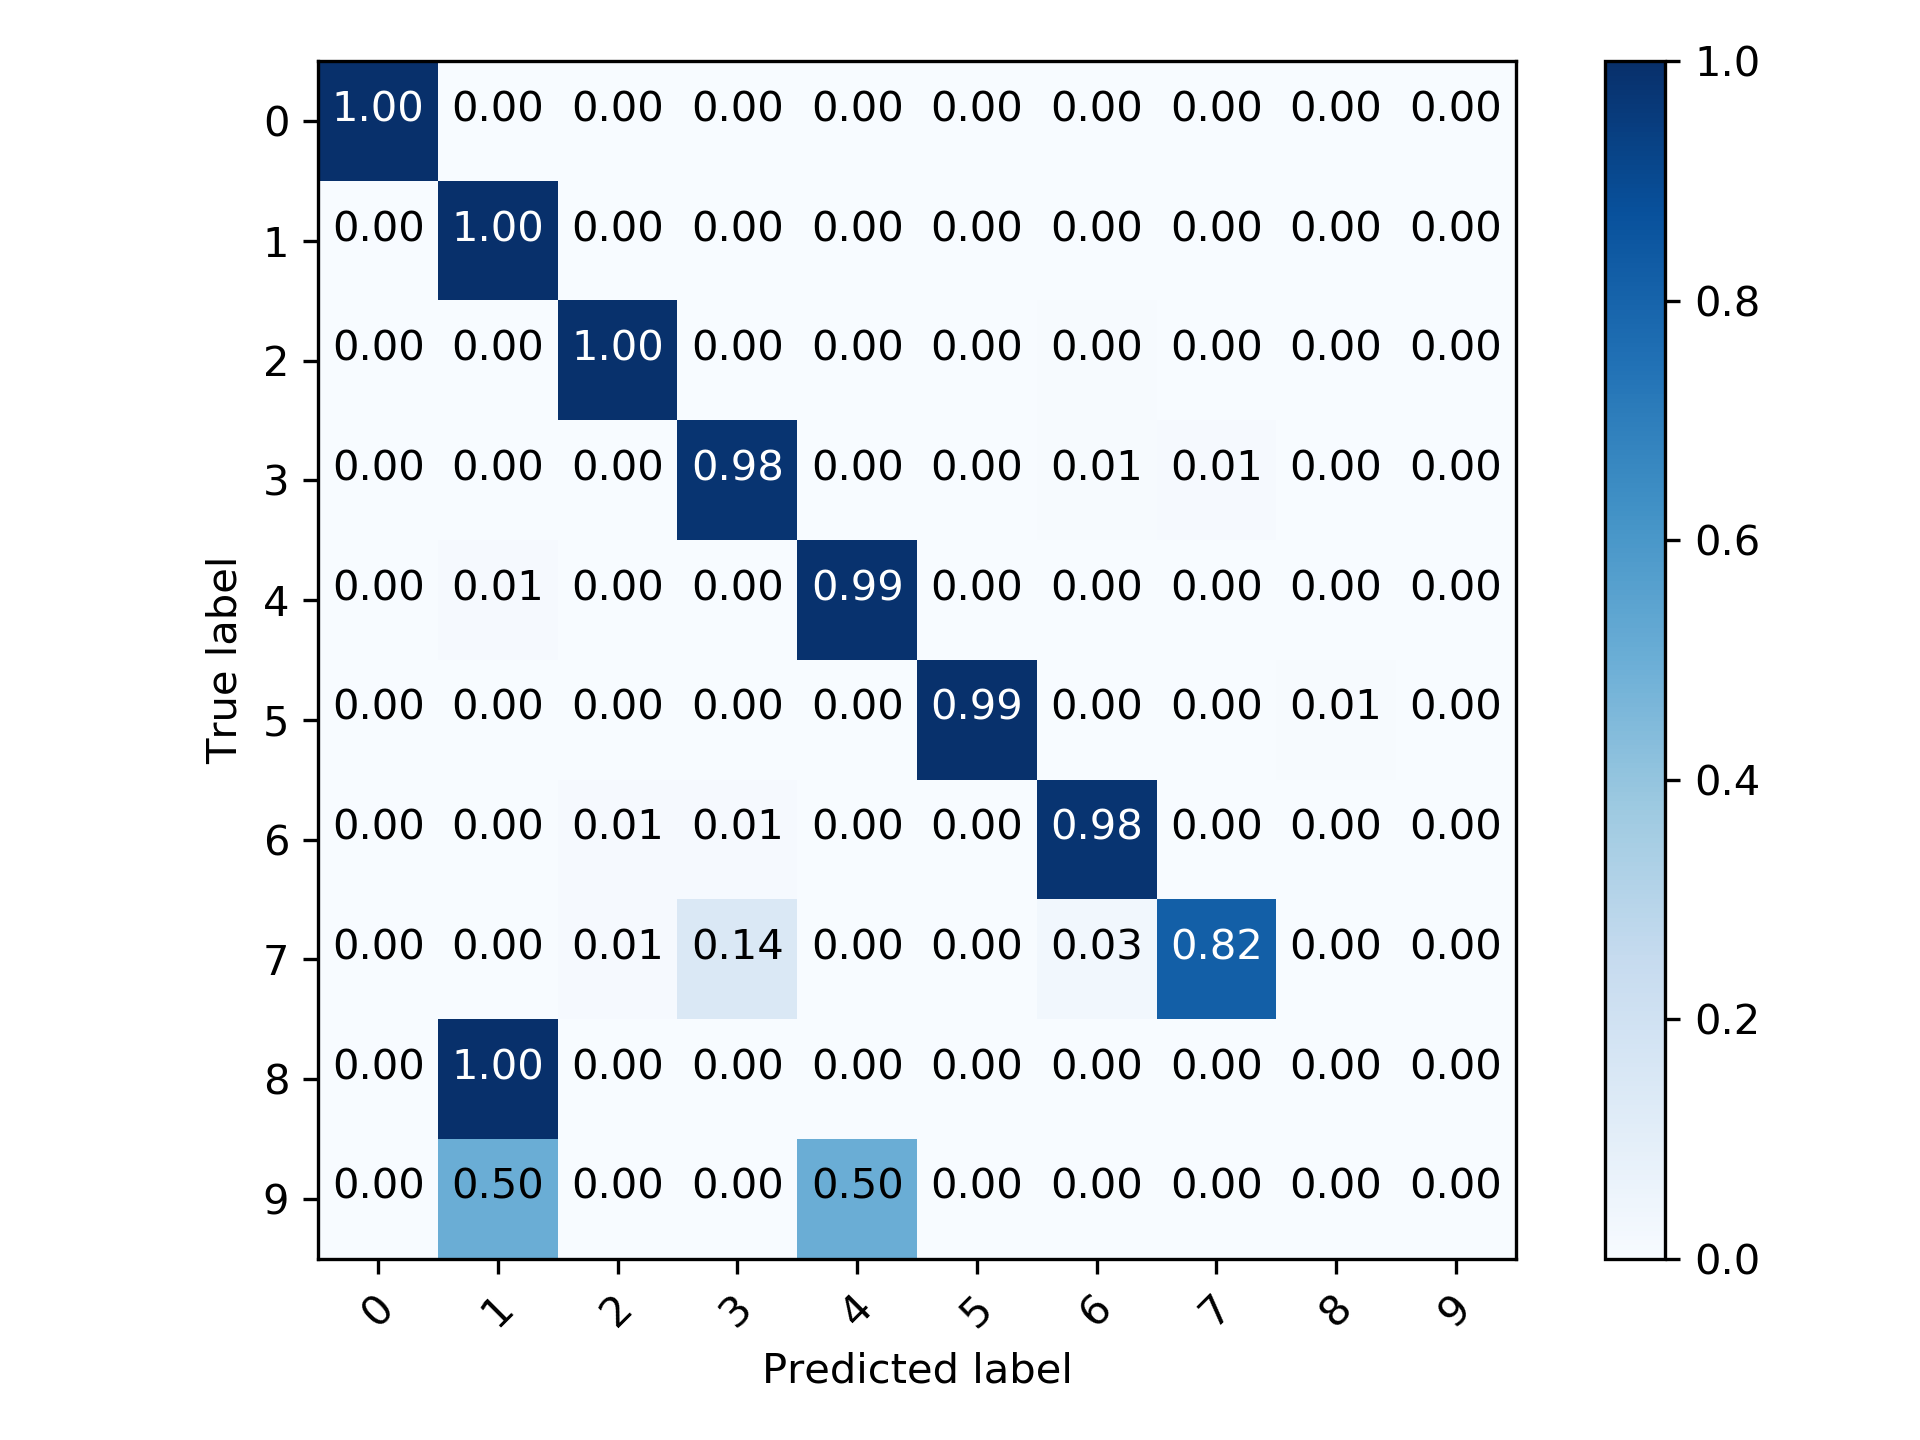 1.0
0 1.00 0.00 0.00 0.00 0.00 0.00 0.00 0.00 0.00 0.00
1 0.00 1.00 0.00 0.00 0.00 0.00 0.00 0.00 0.00 0.00
0.8
2 0.00 0.00 1.00 0.00 0.00 0.00 0.00 0.00 0.00 0.00
3 0.00 0.00 0.00 0.98 0.00 0.00 0.01 0.01 0.00 0.00
0.6
4 0.00 0.01 0.00 0.00 0.99 0.00 0.00 0.00 0.00 0.00
True label
5 0.00 0.00 0.00 0.00 0.00 0.99 0.00 0.00 0.01 0.00
0.4
6 0.00 0.00 0.01 0.01 0.00 0.00 0.98 0.00 0.00 0.00
7 0.00 0.00 0.01 0.14 0.00 0.00 0.03 0.82 0.00 0.00
0.2
8 0.00 1.00 0.00 0.00 0.00 0.00 0.00 0.00 0.00 0.00
9 0.00 0.50 0.00 0.00 0.50 0.00 0.00 0.00 0.00 0.00
0.0
0 1 2 3 4 5 6 7 8 9
Predicted label